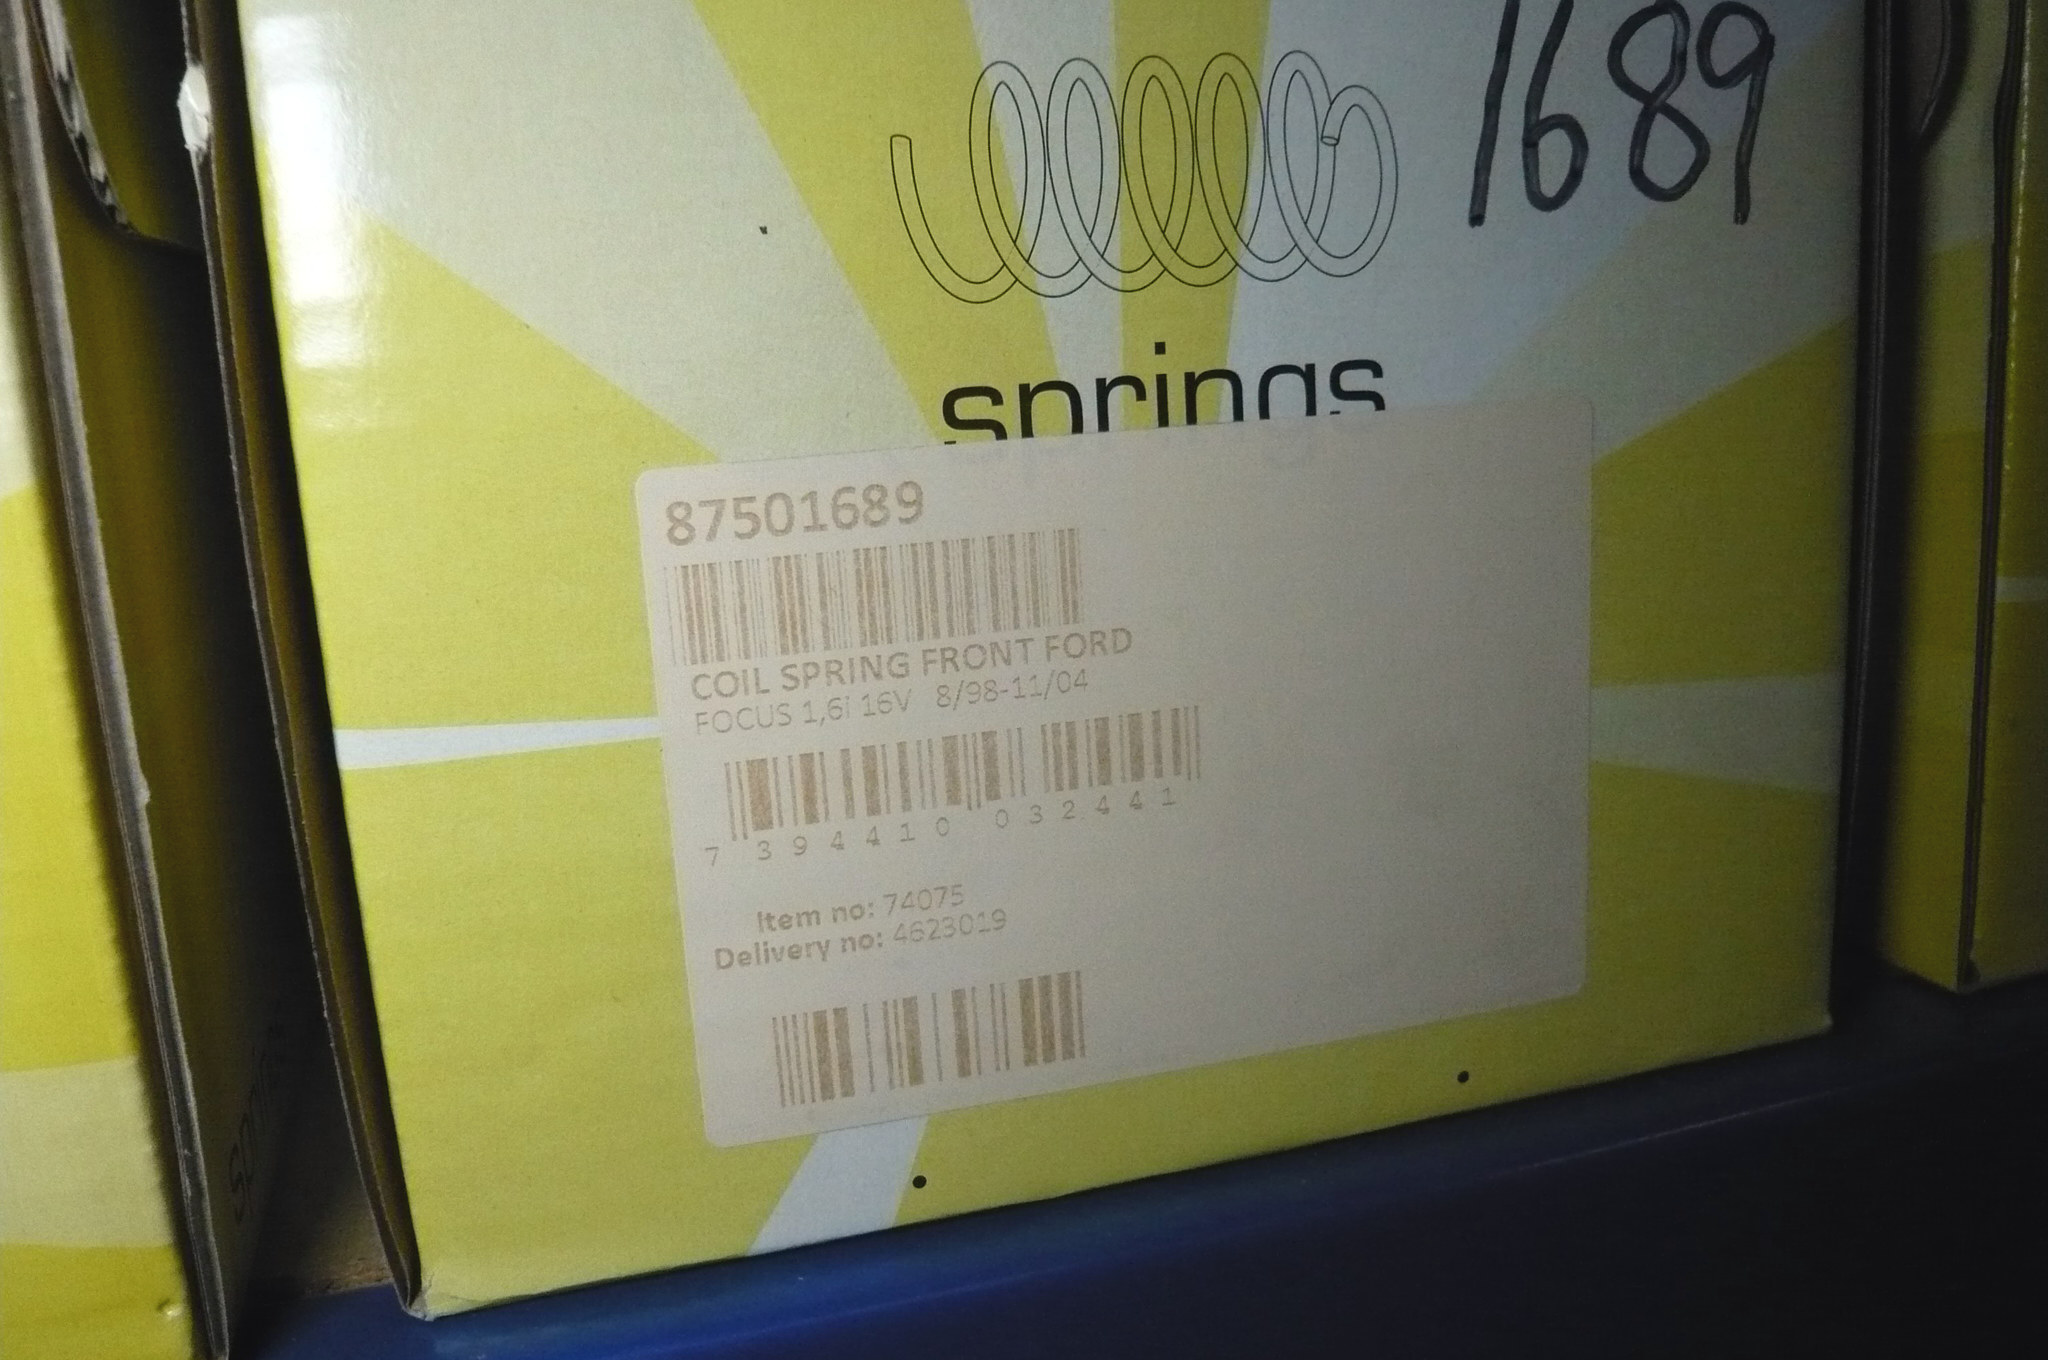 1689
springs
87501689
COIL SPRING FRONT FORD
FOCUS 1,6i 16V 8/98-11/04
7 394410 032441
Item no: 74075
Delivery no: 4623019
springs